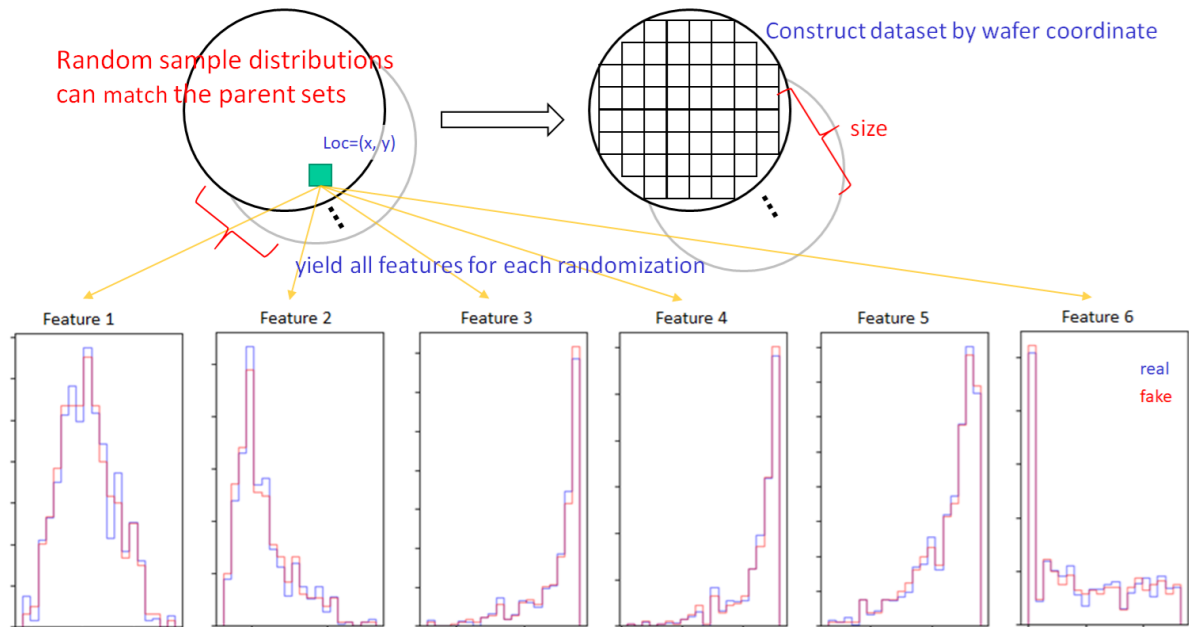 Construct dataset by wafer coordinate
Random sample distributions
can match the parent sets
Loc=(x, y)
size
yield all features for each randomization
Feature 1
Feature 2
Feature 3
Feature 4
Feature 5
Feature 6
real
fake